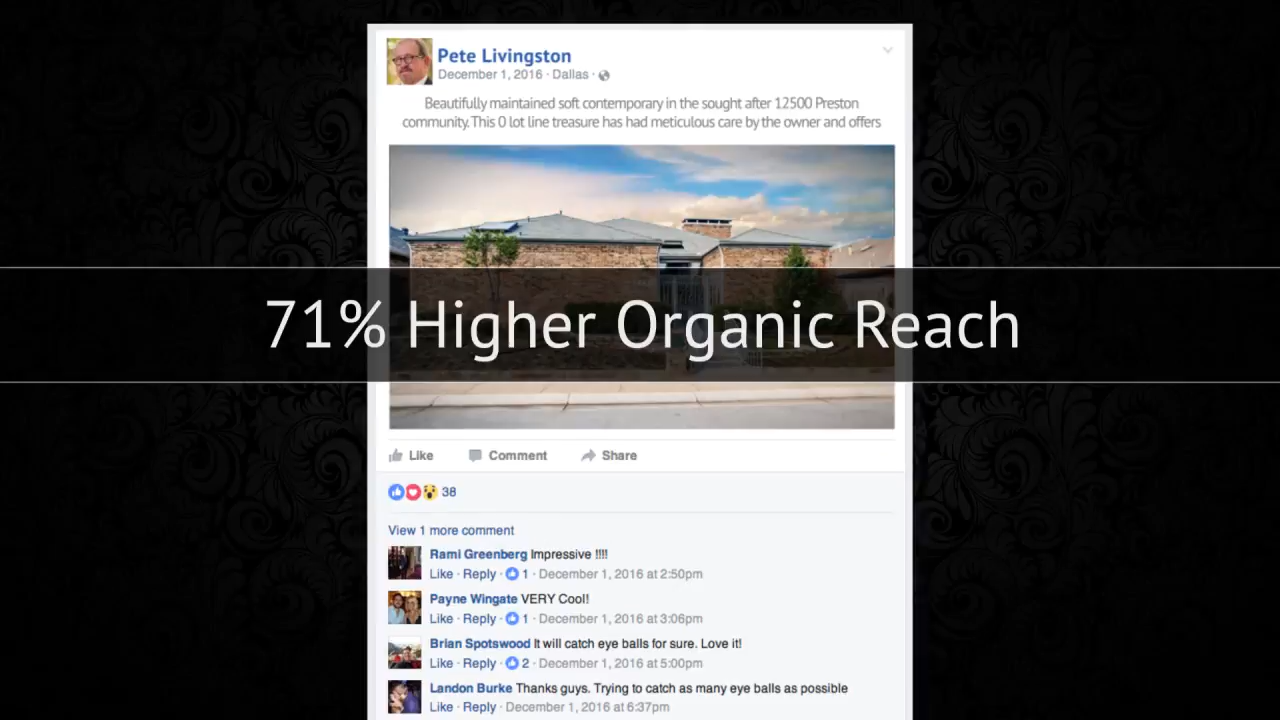 Pete Livingston
December 1, 2016 · Dallas ·
Beautifully maintained soft contemporary in the sought after 12500 Preston
community. This 0 lot line treasure has had meticulous care by the owner and offers
71% Higher Organic Reach
Like Comment Share
38
View 1 more comment
Rami Greenberg Impressive !!!!
Like · Reply · 1 · December 1, 2016 at 2:50pm
Payne Wingate VERY Cool!
Like · Reply · 1 · December 1, 2016 at 3:06pm
Brian Spotswood It will catch eye balls for sure. Love it!
Like · Reply · 2 · December 1, 2016 at 5:00pm
Landon Burke Thanks guys. Trying to catch as many eye balls as possible
Like · Reply · December 1, 2016 at 6:37pm